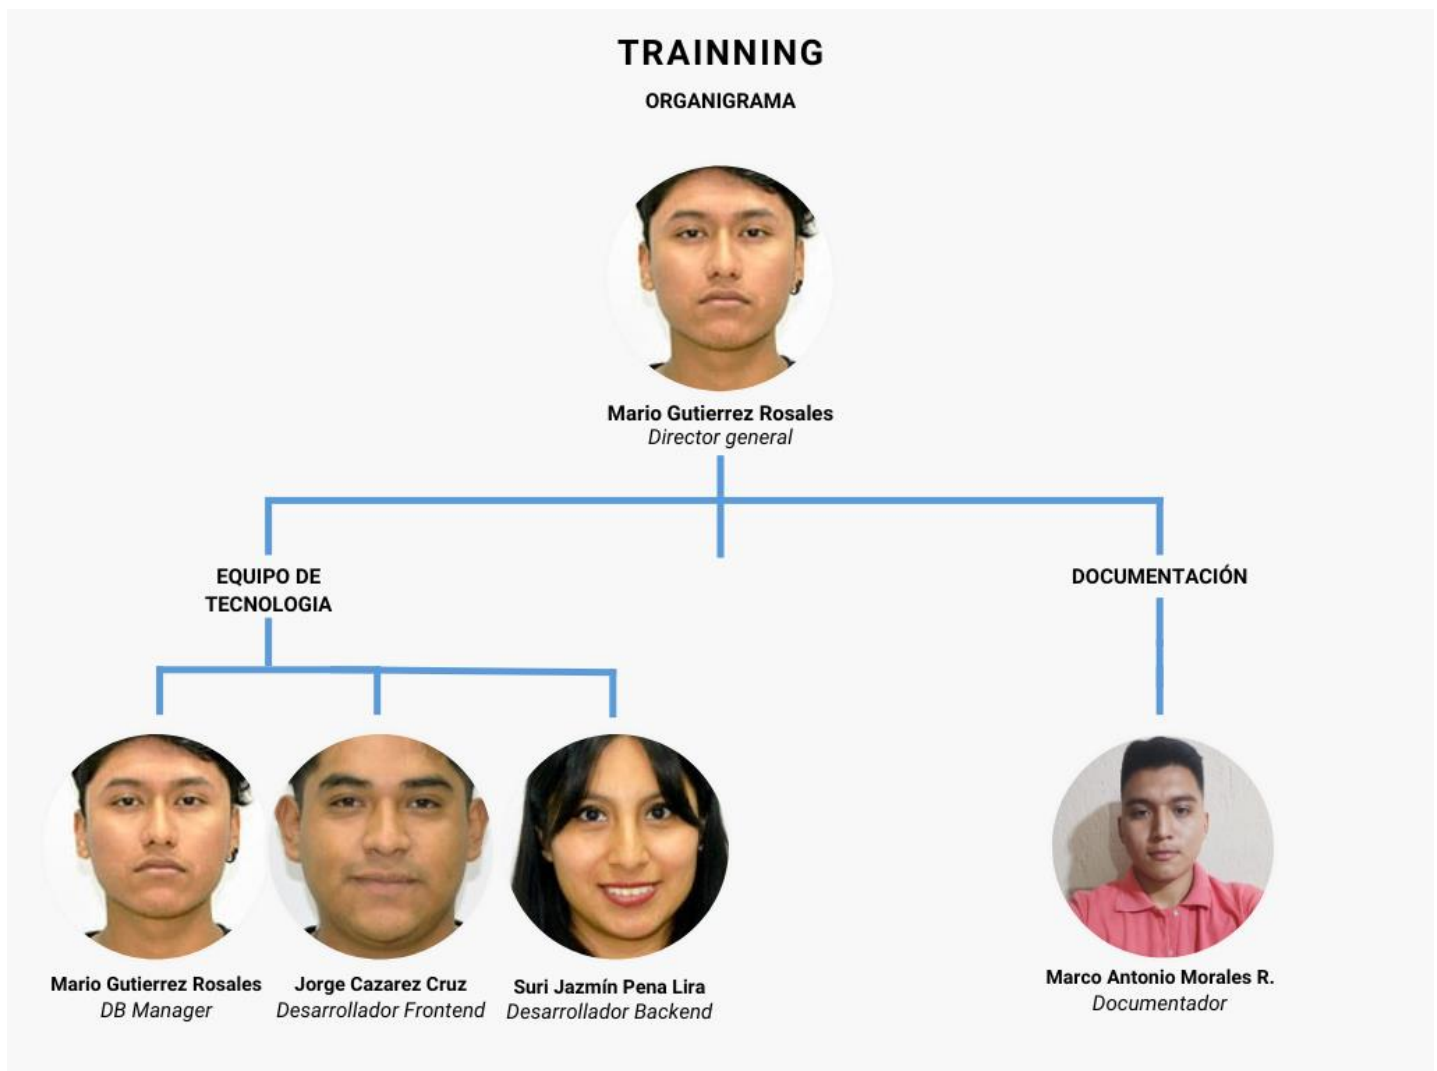 TRAINNING
ORGANIGRAMA
Mario Gutierrez Rosales
Director general
EQUIPO DE
TECNOLOGIA
DOCUMENTACIÓN
Mario Gutierrez Rosales
DB Manager
Jorge Cazarez Cruz
Desarrollador Frontend
Suri Jazmín Pena Lira
Desarrollador Backend
Marco Antonio Morales R.
Documentador